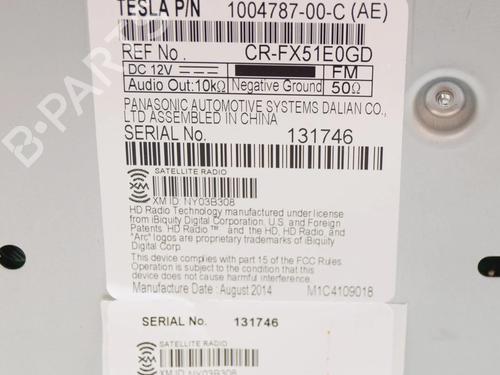 TESLA P/N 1004787-00-C (AE)
REF No. CR-FX51E0GD
DC 12V FM
Audio Out:10kΩ Negative Ground 50Ω
PANASONIC AUTOMOTIVE SYSTEMS DALIAN CO.,
LTD ASSEMBLED IN CHINA
SERIAL No. 131746
SATELLITE RADIO
XM
XM ID: NY03B308
HD Radio Technology manufactured under license
from iBiquity Digital Corporation. U.S. and Foreign
Patents. HD Radio™ and the HD, HD Radio, and
"Arc" logos are proprietary trademarks of iBiquity
Digital Corp.
This device complies with part 15 of the FCC Rules.
Operation is subject to the condition that this
device does not cause harmful interference.
Manufacture Date : August 2014 M1C4109018
SERIAL No. 131746
SATELLITE RADIO
XM
XM ID: NY03B308